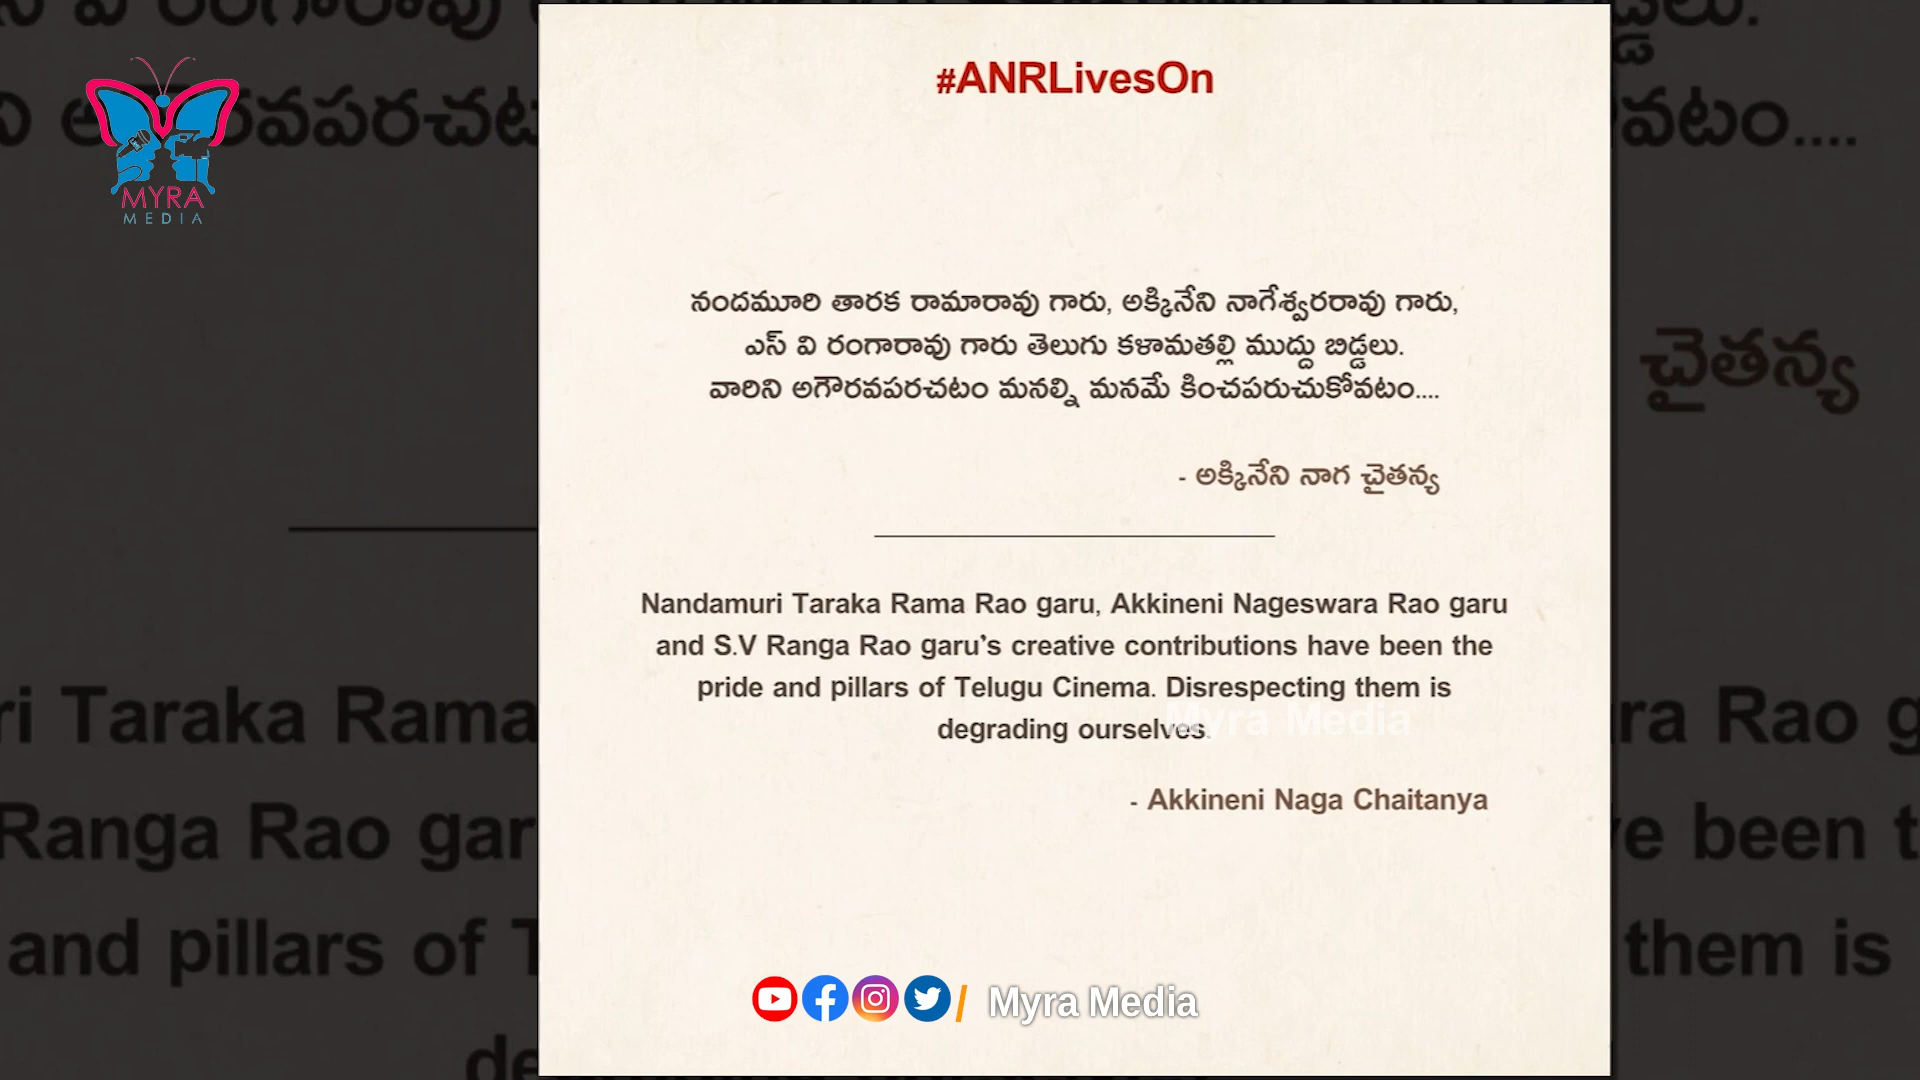 MYRA
MEDIA
#ANRLivesOn
నందమూరి తారక రామారావు గారు, అక్కినేని నాగేశ్వరరావు గారు,
ఎస్ వి రంగారావు గారు తెలుగు కళామతల్లి ముద్దు బిడ్డలు.
వారిని అగౌరవపరచటం మనల్ని మనమే కించపరుచుకోవటం....
- అక్కినేని నాగ చైతన్య
Nandamuri Taraka Rama Rao garu, Akkineni Nageswara Rao garu
and S.V Ranga Rao garu's creative contributions have been the
pride and pillars of Telugu Cinema. Disrespecting them is
degrading ourselves.
Myra Media
- Akkineni Naga Chaitanya
/ Myra Media